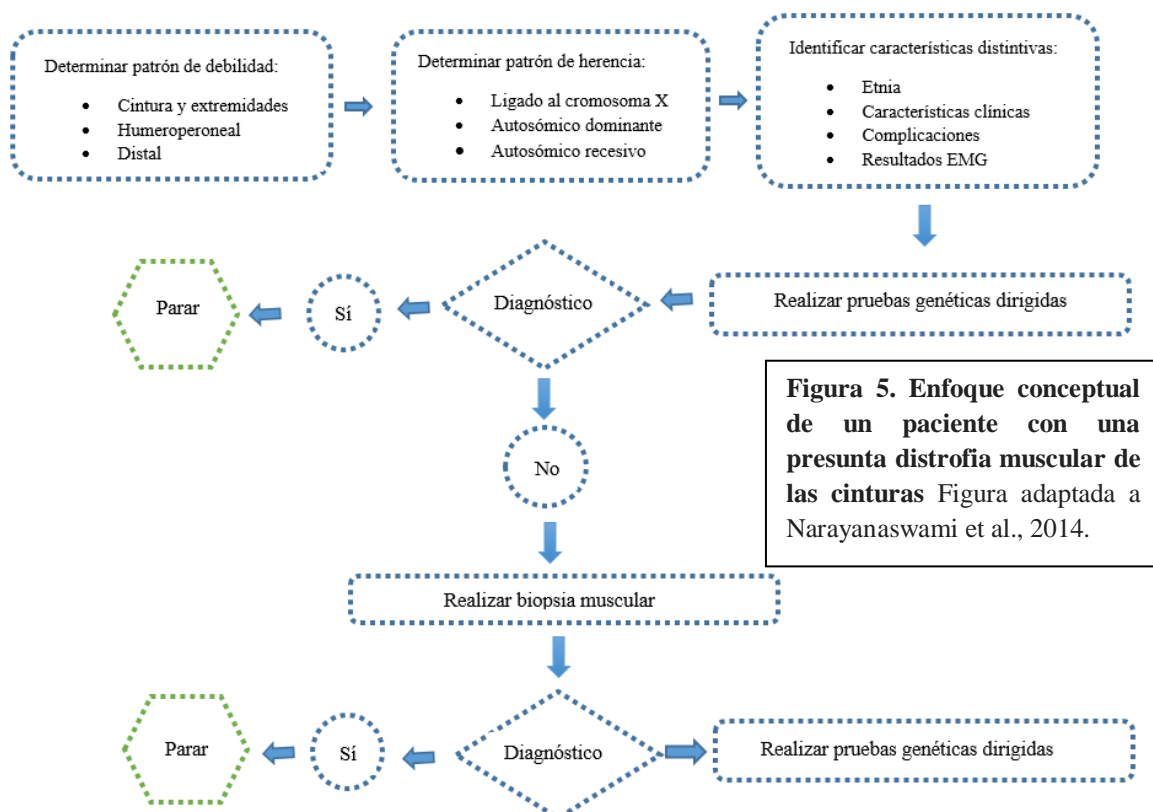 Determinar patrón de debilidad:
• Cintura y extremidades
• Humeroperoneal
• Distal
Determinar patrón de herencia:
• Ligado al cromosoma X
• Autosómico dominante
• Autosómico recesivo
Identificar características distintivas:
• Etnia
• Características clínicas
• Complicaciones
• Resultados EMG
Realizar pruebas genéticas dirigidas
Diagnóstico
Sí
Parar
No
Figura 5. Enfoque conceptual
de un paciente con una
presunta distrofia muscular de
las cinturas Figura adaptada a
Narayanaswami et al., 2014.
Realizar biopsia muscular
Diagnóstico
Sí
Parar
Realizar pruebas genéticas dirigidas